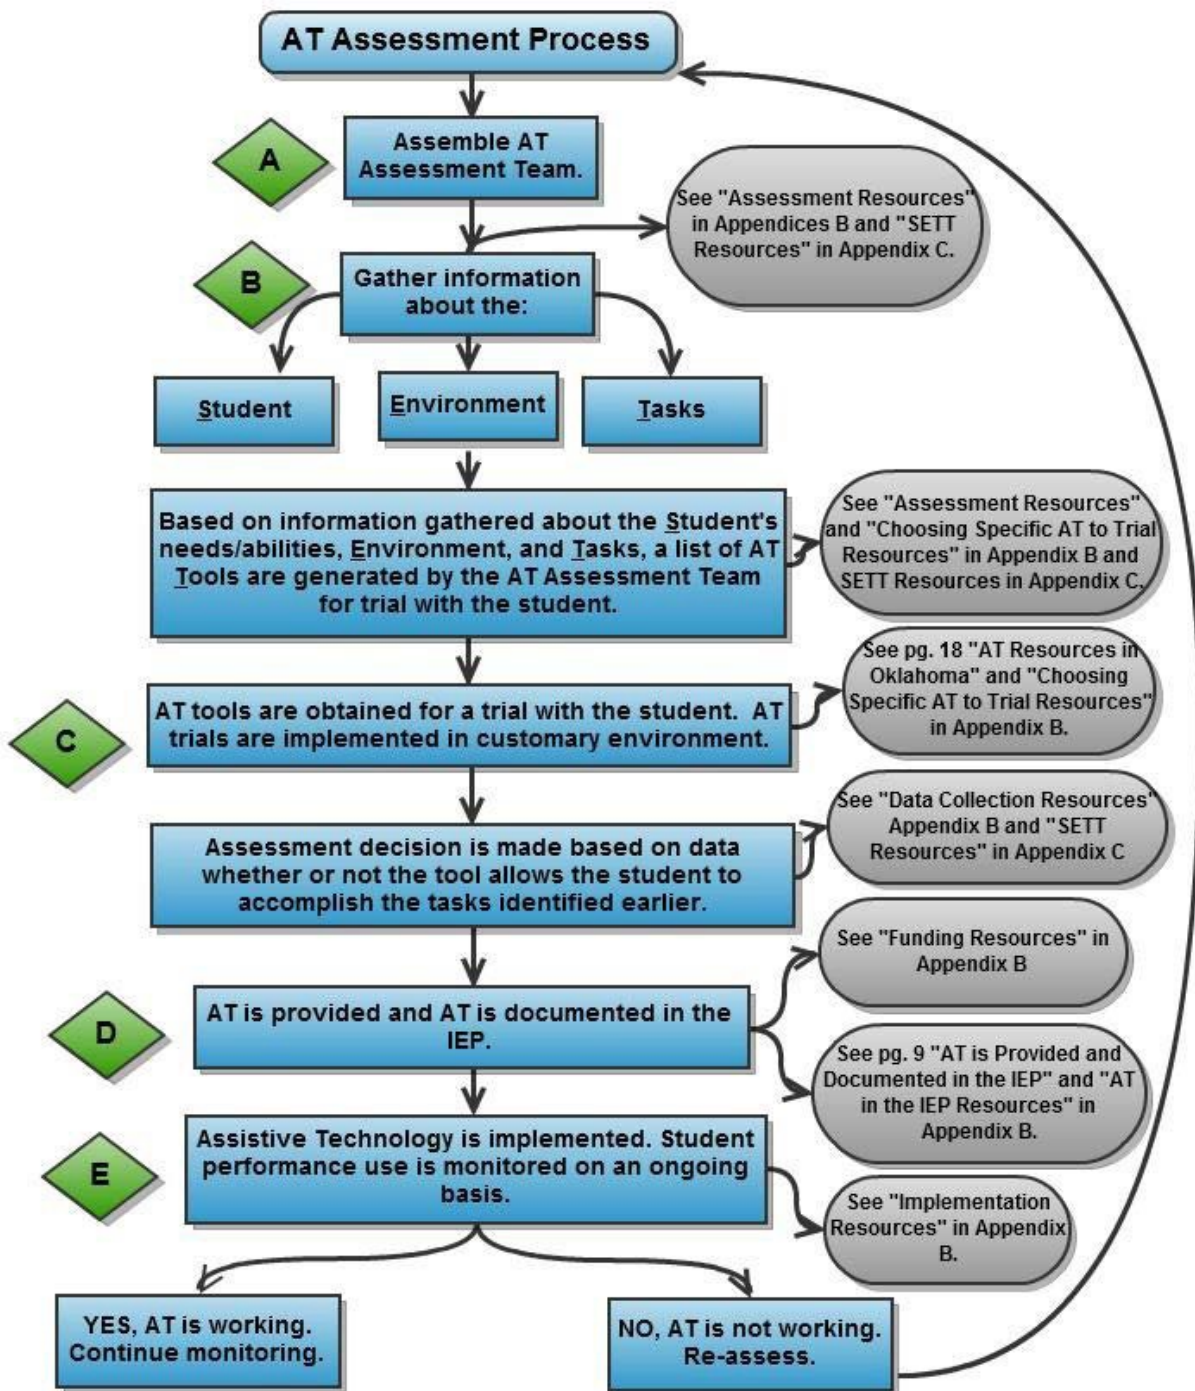 AT Assessment Process
A
Assemble AT
Assessment Team.
See "Assessment Resources"
in Appendices B and "SETT
Resources" in Appendix C.
B
Gather information
about the:
Student
Environment
Tasks
Based on information gathered about the Student's
needs/abilities, Environment, and Tasks, a list of AT
Tools are generated by the AT Assessment Team
for trial with the student.
See "Assessment Resources"
and "Choosing Specific AT to Trial
Resources" in Appendix B and
SETT Resources in Appendix C.
C
AT tools are obtained for a trial with the student. AT
trials are implemented in customary environment.
See pg. 18 "AT Resources in
Oklahoma" and "Choosing
Specific AT to Trial Resources"
in Appendix B.
Assessment decision is made based on data
whether or not the tool allows the student to
accomplish the tasks identified earlier.
See "Data Collection Resources"
Appendix B and "SETT
Resources" in Appendix C
D
AT is provided and AT is documented in the
IEP.
See "Funding Resources" in
Appendix B
See pg. 9 "AT is Provided and
Documented in the IEP" and "AT
in the IEP Resources" in
Appendix B.
E
Assistive Technology is implemented. Student
performance use is monitored on an ongoing
basis.
See "Implementation
Resources" in Appendix
B.
YES, AT is working.
Continue monitoring.
NO, AT is not working.
Re-assess.